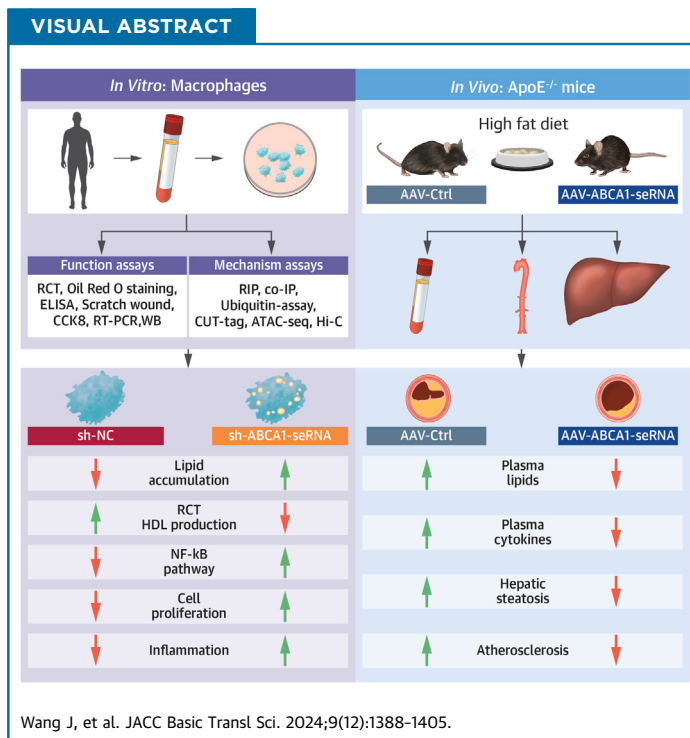 VISUAL ABSTRACT
In Vitro: Macrophages
Function assays
RCT, Oil Red O staining,
ELISA, Scratch wound,
CCK8, RT-PCR,WB
Mechanism assays
RIP, co-IP,
Ubiquitin-assay,
CUT-tag, ATAC-seq, Hi-C
In Vivo: ApoE-/- mice
High fat diet
AAV-Ctrl
AAV-ABCA1-seRNA
sh-NC
sh-ABCA1-seRNA
Lipid
accumulation
RCT
HDL production
NF-kB
pathway
Cell
proliferation
Inflammation
AAV-Ctrl
AAV-ABCA1-seRNA
Plasma
lipids
Plasma
cytokines
Hepatic
steatosis
Atherosclerosis
Wang J, et al. JACC Basic Transl Sci. 2024;9(12):1388–1405.